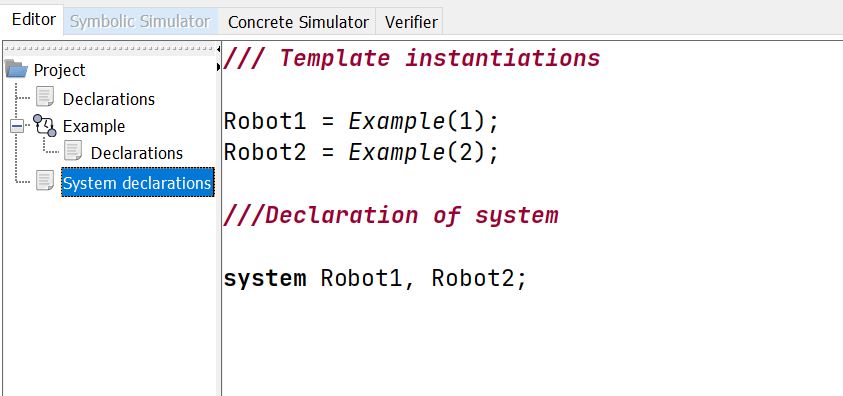 Editor Symbolic Simulator Concrete Simulator Verifier
Project
Declarations
Example
Declarations
System declarations
/// Template instantiations
Robot1 = Example(1);
Robot2 = Example(2);
///Declaration of system
system Robot1, Robot2;